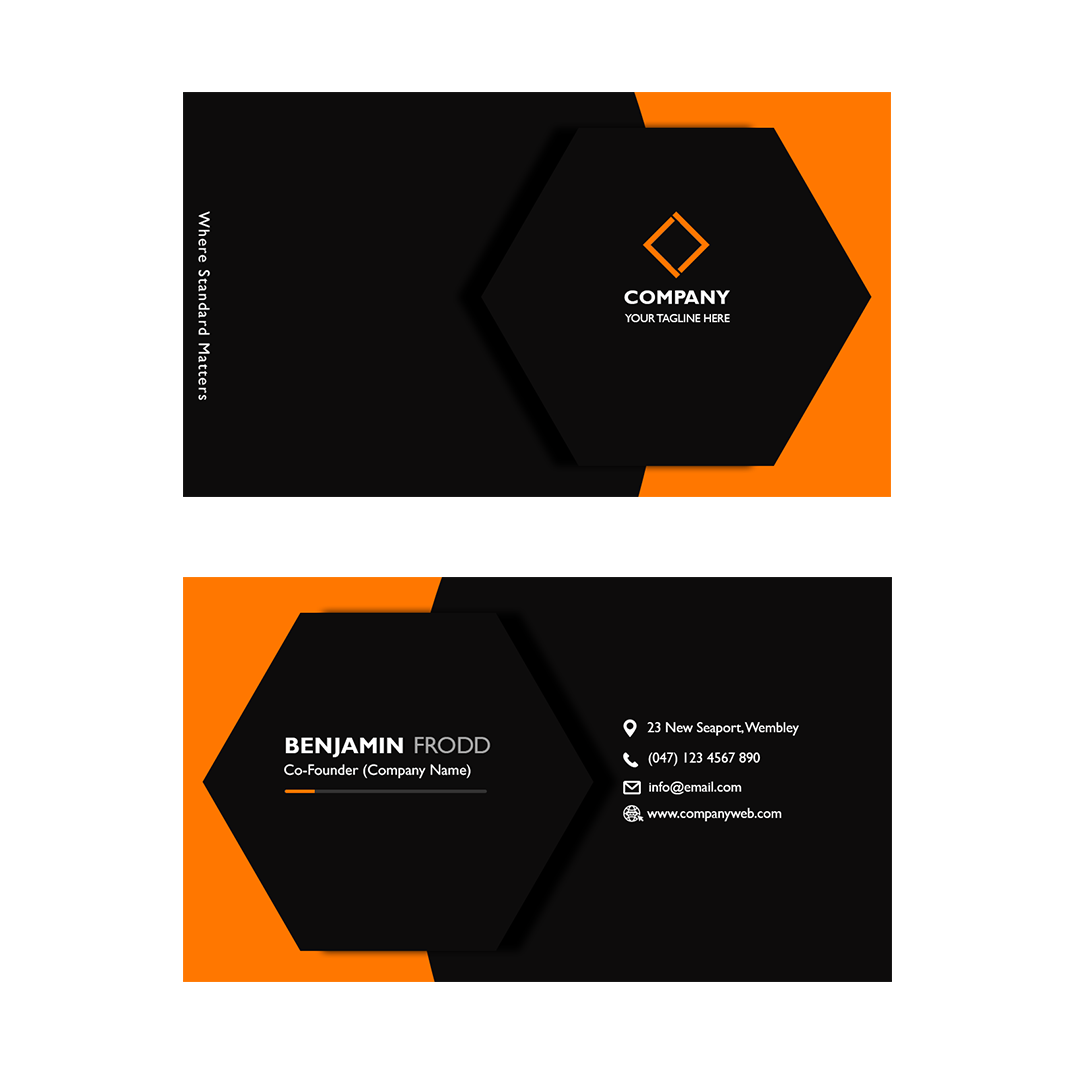 Where Standard Matters
COMPANY
YOUR TAGLINE HERE
BENJAMIN FRODD
Co-Founder (Company Name)
23 New Seaport, Wembley
(047) 123 4567 890
info@email.com
www.companyweb.com